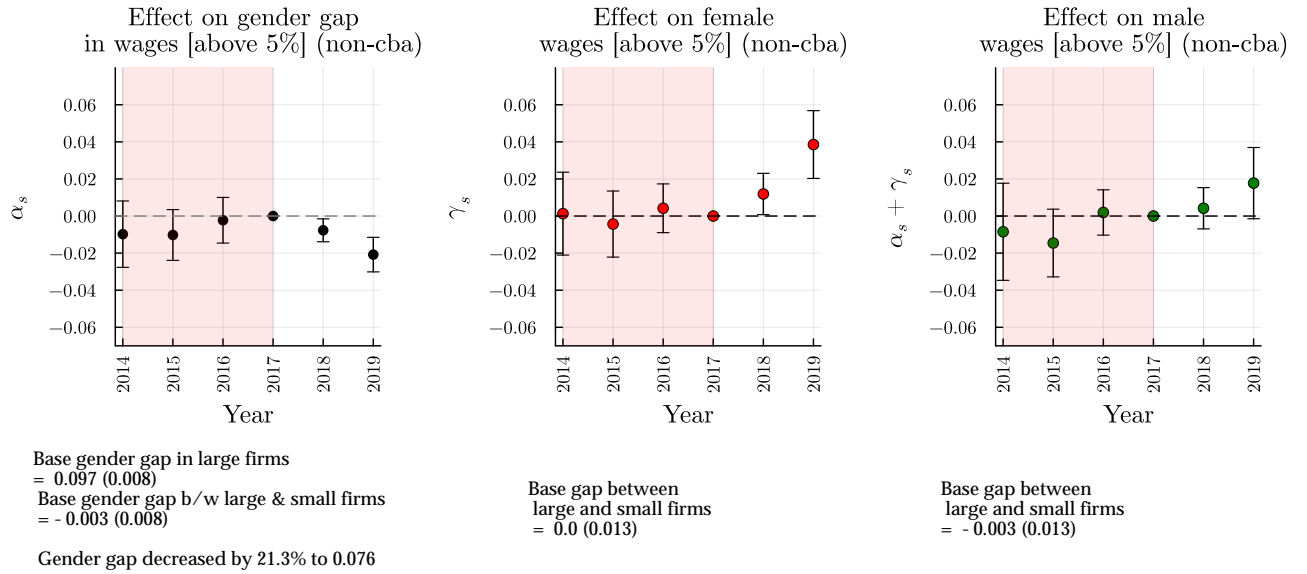 Effect on gender gap
in wages [above 5%] (non-cba)
α_s
0.06
0.04
0.02
0.00
−0.02
−0.04
−0.06
2014
2015
2016
2017
2018
2019
Year
Base gender gap in large firms
= 0.097 (0.008)
Base gender gap b/w large & small firms
= - 0.003 (0.008)
Gender gap decreased by 21.3% to 0.076
Effect on female
wages [above 5%] (non-cba)
γ_s
0.06
0.04
0.02
0.00
−0.02
−0.04
−0.06
2014
2015
2016
2017
2018
2019
Year
Base gap between
large and small firms
= 0.0 (0.013)
Effect on male
wages [above 5%] (non-cba)
α_s + γ_s
0.06
0.04
0.02
0.00
−0.02
−0.04
−0.06
2014
2015
2016
2017
2018
2019
Year
Base gap between
large and small firms
= - 0.003 (0.013)